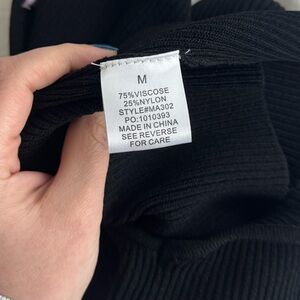 M
75%VISCOSE
25%NYLON
STYLE#MA302
PO:1010393
MADE IN CHINA
SEE REVERSE
FOR CARE